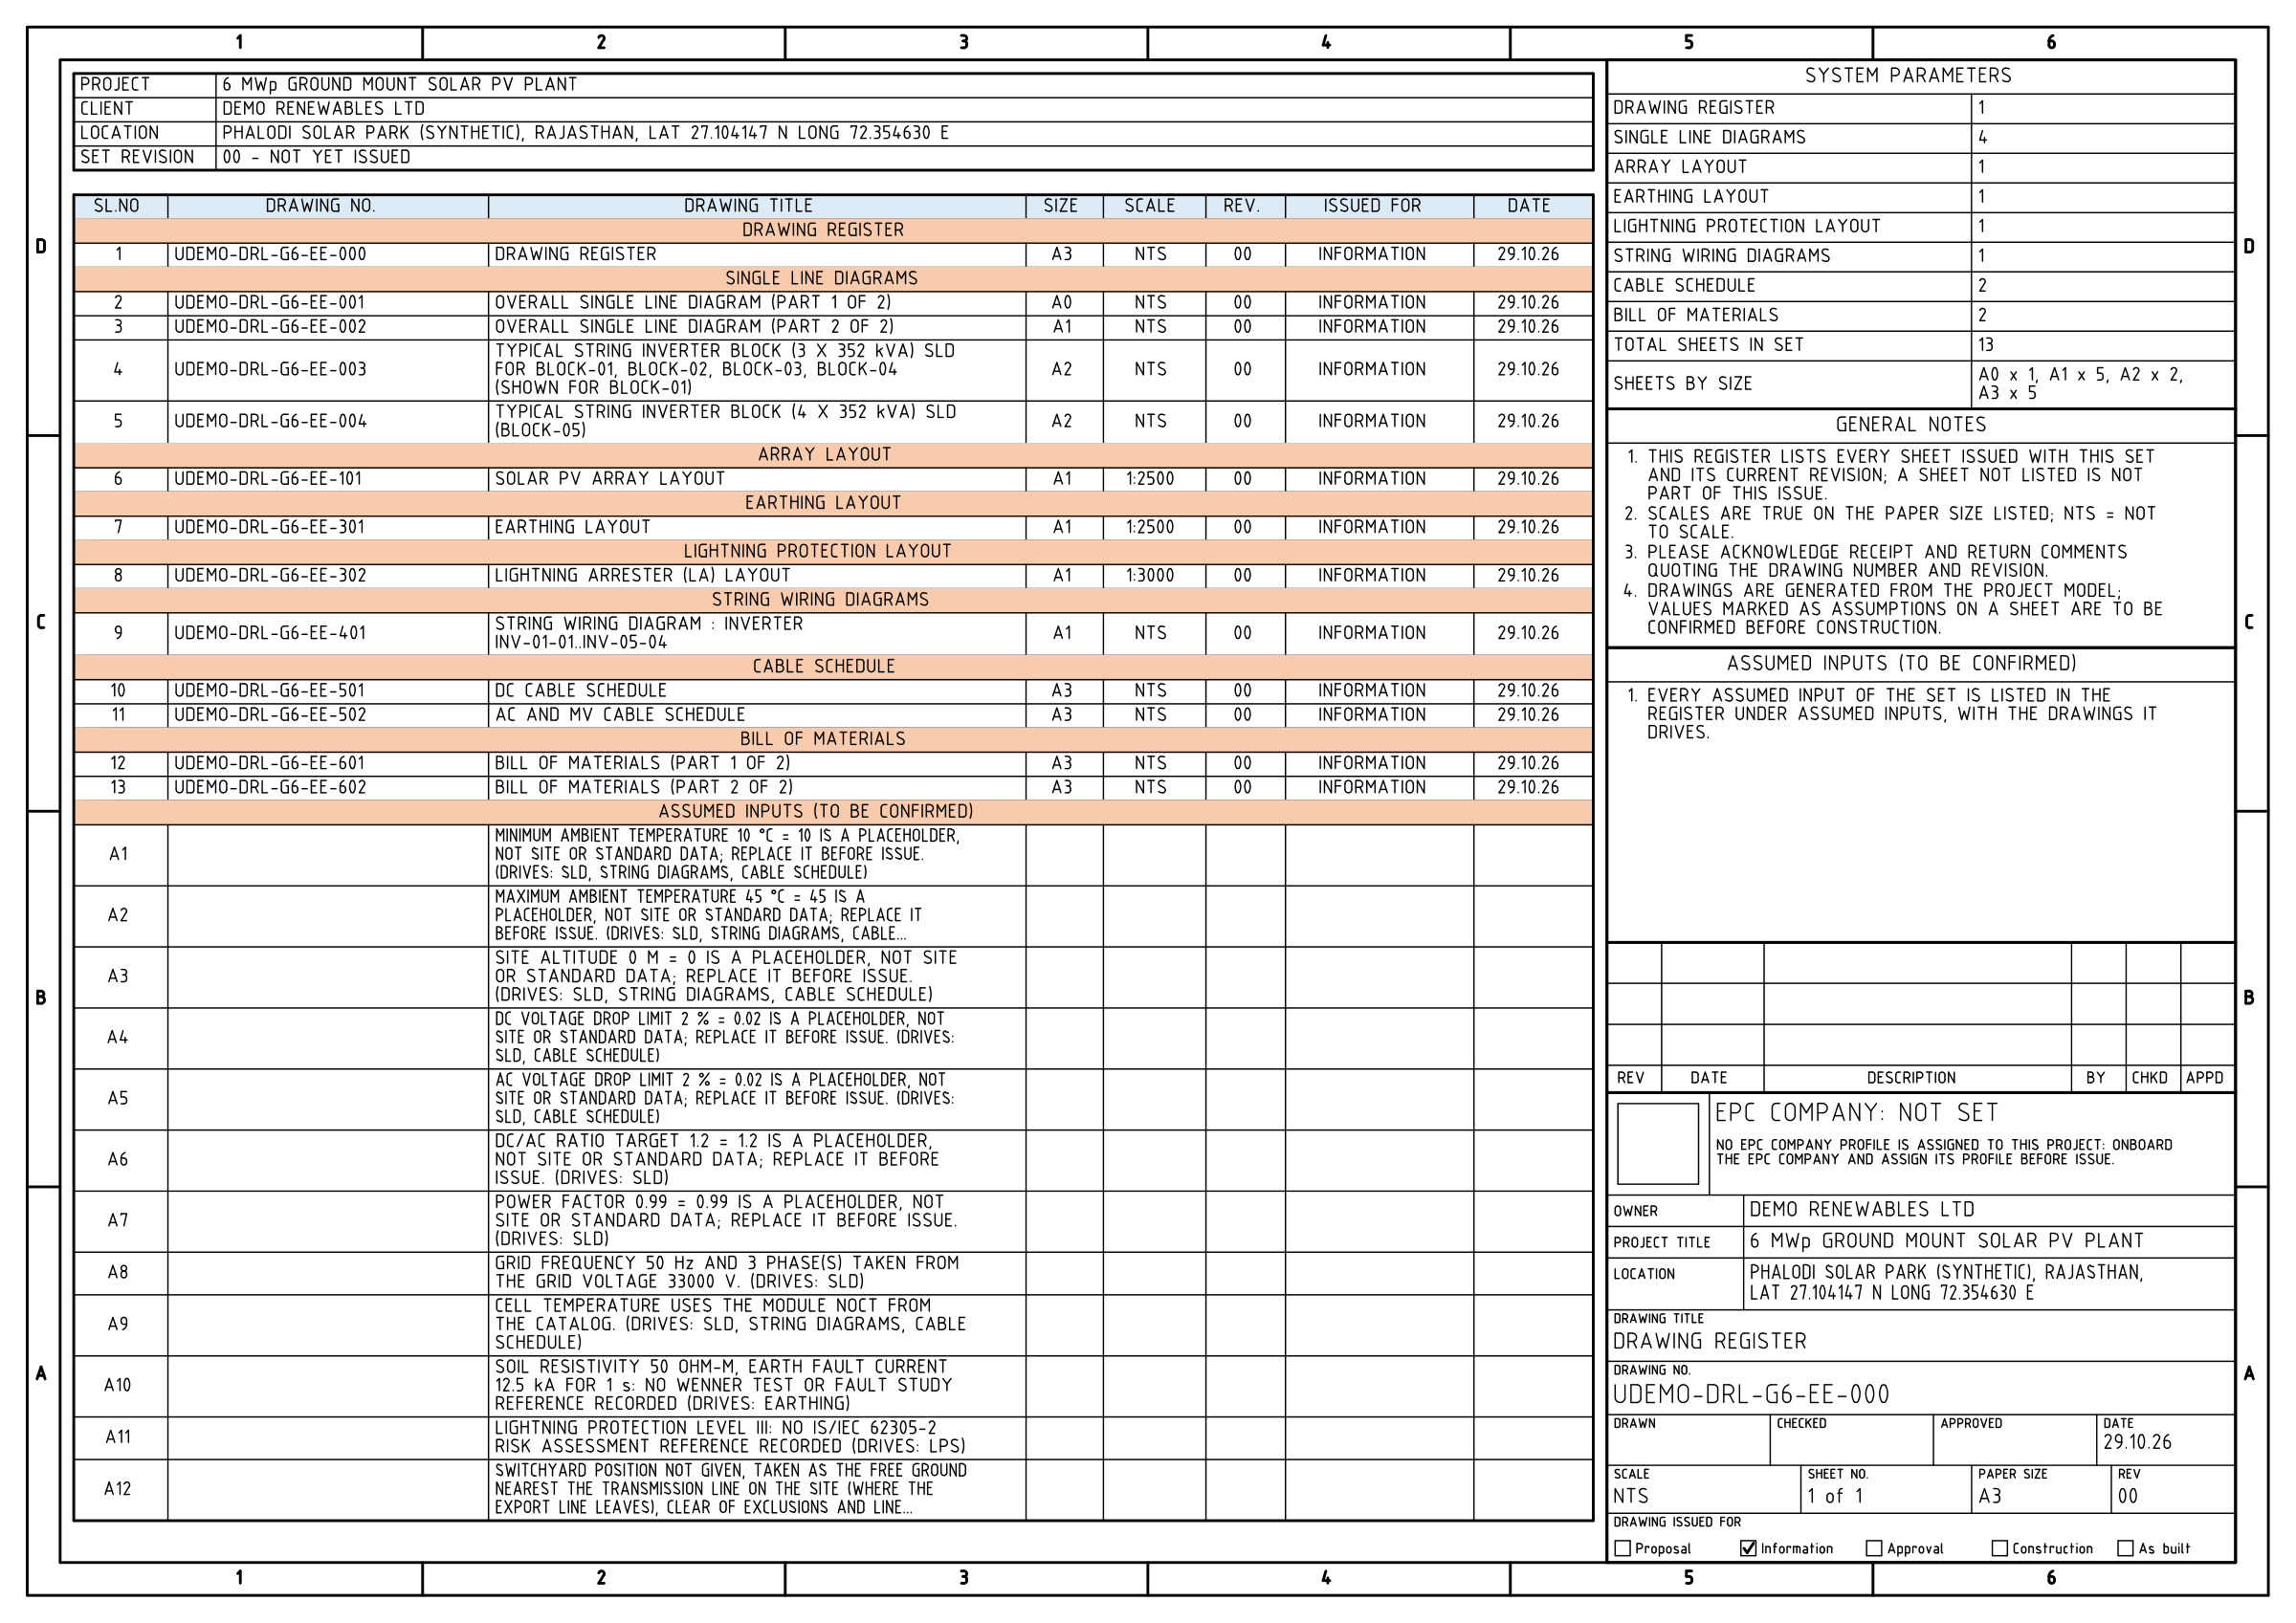 1 2 3 4 5 6
PROJECT 6 MWp GROUND MOUNT SOLAR PV PLANT
CLIENT DEMO RENEWABLES LTD
LOCATION PHALODI SOLAR PARK (SYNTHETIC), RAJASTHAN, LAT 27.104147 N LONG 72.354630 E
SET REVISION 00 - NOT YET ISSUED
SL.NO DRAWING NO. DRAWING TITLE SIZE SCALE REV. ISSUED FOR DATE
DRAWING REGISTER
1 UDEMO-DRL-G6-EE-000 DRAWING REGISTER A3 NTS 00 INFORMATION 29.10.26
SINGLE LINE DIAGRAMS
2 UDEMO-DRL-G6-EE-001 OVERALL SINGLE LINE DIAGRAM (PART 1 OF 2) A0 NTS 00 INFORMATION 29.10.26
3 UDEMO-DRL-G6-EE-002 OVERALL SINGLE LINE DIAGRAM (PART 2 OF 2) A1 NTS 00 INFORMATION 29.10.26
TYPICAL STRING INVERTER BLOCK (3 X 352 kVA) SLD
4 UDEMO-DRL-G6-EE-003 FOR BLOCK-01, BLOCK-02, BLOCK-03, BLOCK-04 A2 NTS 00 INFORMATION 29.10.26
(SHOWN FOR BLOCK-01)
TYPICAL STRING INVERTER BLOCK (4 X 352 kVA) SLD
5 UDEMO-DRL-G6-EE-004 (BLOCK-05) A2 NTS 00 INFORMATION 29.10.26
ARRAY LAYOUT
6 UDEMO-DRL-G6-EE-101 SOLAR PV ARRAY LAYOUT A1 1:2500 00 INFORMATION 29.10.26
EARTHING LAYOUT
7 UDEMO-DRL-G6-EE-301 EARTHING LAYOUT A1 1:2500 00 INFORMATION 29.10.26
LIGHTNING PROTECTION LAYOUT
8 UDEMO-DRL-G6-EE-302 LIGHTNING ARRESTER (LA) LAYOUT A1 1:3000 00 INFORMATION 29.10.26
STRING WIRING DIAGRAMS
STRING WIRING DIAGRAM : INVERTER
9 UDEMO-DRL-G6-EE-401 INV-01-01..INV-05-04 A1 NTS 00 INFORMATION 29.10.26
CABLE SCHEDULE
10 UDEMO-DRL-G6-EE-501 DC CABLE SCHEDULE A3 NTS 00 INFORMATION 29.10.26
11 UDEMO-DRL-G6-EE-502 AC AND MV CABLE SCHEDULE A3 NTS 00 INFORMATION 29.10.26
BILL OF MATERIALS
12 UDEMO-DRL-G6-EE-601 BILL OF MATERIALS (PART 1 OF 2) A3 NTS 00 INFORMATION 29.10.26
13 UDEMO-DRL-G6-EE-602 BILL OF MATERIALS (PART 2 OF 2) A3 NTS 00 INFORMATION 29.10.26
ASSUMED INPUTS (TO BE CONFIRMED)
MINIMUM AMBIENT TEMPERATURE 10 °C = 10 IS A PLACEHOLDER,
A1 NOT SITE OR STANDARD DATA; REPLACE IT BEFORE ISSUE.
(DRIVES: SLD, STRING DIAGRAMS, CABLE SCHEDULE)
MAXIMUM AMBIENT TEMPERATURE 45 °C = 45 IS A
A2 PLACEHOLDER, NOT SITE OR STANDARD DATA; REPLACE IT
BEFORE ISSUE. (DRIVES: SLD, STRING DIAGRAMS, CABLE...
SITE ALTITUDE 0 M = 0 IS A PLACEHOLDER, NOT SITE
A3 OR STANDARD DATA; REPLACE IT BEFORE ISSUE.
(DRIVES: SLD, STRING DIAGRAMS, CABLE SCHEDULE)
DC VOLTAGE DROP LIMIT 2 % = 0.02 IS A PLACEHOLDER, NOT
A4 SITE OR STANDARD DATA; REPLACE IT BEFORE ISSUE. (DRIVES:
SLD, CABLE SCHEDULE)
AC VOLTAGE DROP LIMIT 2 % = 0.02 IS A PLACEHOLDER, NOT
A5 SITE OR STANDARD DATA; REPLACE IT BEFORE ISSUE. (DRIVES:
SLD, CABLE SCHEDULE)
DC/AC RATIO TARGET 1.2 = 1.2 IS A PLACEHOLDER,
A6 NOT SITE OR STANDARD DATA; REPLACE IT BEFORE
ISSUE. (DRIVES: SLD)
POWER FACTOR 0.99 = 0.99 IS A PLACEHOLDER, NOT
A7 SITE OR STANDARD DATA; REPLACE IT BEFORE ISSUE.
(DRIVES: SLD)
A8 GRID FREQUENCY 50 Hz AND 3 PHASE(S) TAKEN FROM
THE GRID VOLTAGE 33000 V. (DRIVES: SLD)
CELL TEMPERATURE USES THE MODULE NOCT FROM
A9 THE CATALOG. (DRIVES: SLD, STRING DIAGRAMS, CABLE
SCHEDULE)
SOIL RESISTIVITY 50 OHM-M, EARTH FAULT CURRENT
A10 12.5 kA FOR 1 s: NO WENNER TEST OR FAULT STUDY
REFERENCE RECORDED (DRIVES: EARTHING)
A11 LIGHTNING PROTECTION LEVEL III: NO IS/IEC 62305-2
RISK ASSESSMENT REFERENCE RECORDED (DRIVES: LPS)
SWITCHYARD POSITION NOT GIVEN, TAKEN AS THE FREE GROUND
A12 NEAREST THE TRANSMISSION LINE ON THE SITE (WHERE THE
EXPORT LINE LEAVES), CLEAR OF EXCLUSIONS AND LINE...
SYSTEM PARAMETERS
DRAWING REGISTER 1
SINGLE LINE DIAGRAMS 4
ARRAY LAYOUT 1
EARTHING LAYOUT 1
LIGHTNING PROTECTION LAYOUT 1
STRING WIRING DIAGRAMS 1
CABLE SCHEDULE 2
BILL OF MATERIALS 2
TOTAL SHEETS IN SET 13
SHEETS BY SIZE A0 x 1, A1 x 5, A2 x 2,
A3 x 5
GENERAL NOTES
1. THIS REGISTER LISTS EVERY SHEET ISSUED WITH THIS SET
AND ITS CURRENT REVISION; A SHEET NOT LISTED IS NOT
PART OF THIS ISSUE.
2. SCALES ARE TRUE ON THE PAPER SIZE LISTED; NTS = NOT
TO SCALE.
3. PLEASE ACKNOWLEDGE RECEIPT AND RETURN COMMENTS
QUOTING THE DRAWING NUMBER AND REVISION.
4. DRAWINGS ARE GENERATED FROM THE PROJECT MODEL;
VALUES MARKED AS ASSUMPTIONS ON A SHEET ARE TO BE
CONFIRMED BEFORE CONSTRUCTION.
ASSUMED INPUTS (TO BE CONFIRMED)
1. EVERY ASSUMED INPUT OF THE SET IS LISTED IN THE
REGISTER UNDER ASSUMED INPUTS, WITH THE DRAWINGS IT
DRIVES.
REV DATE DESCRIPTION BY CHKD APPD
EPC COMPANY: NOT SET
NO EPC COMPANY PROFILE IS ASSIGNED TO THIS PROJECT: ONBOARD
THE EPC COMPANY AND ASSIGN ITS PROFILE BEFORE ISSUE.
OWNER DEMO RENEWABLES LTD
PROJECT TITLE 6 MWp GROUND MOUNT SOLAR PV PLANT
LOCATION PHALODI SOLAR PARK (SYNTHETIC), RAJASTHAN,
LAT 27.104147 N LONG 72.354630 E
DRAWING TITLE
DRAWING REGISTER
DRAWING NO.
UDEMO-DRL-G6-EE-000
DRAWN CHECKED APPROVED DATE
29.10.26
SCALE SHEET NO. PAPER SIZE REV
NTS 1 of 1 A3 00
DRAWING ISSUED FOR
Proposal Information Approval Construction As built
D D
C C
B B
A A
1 2 3 4 5 6